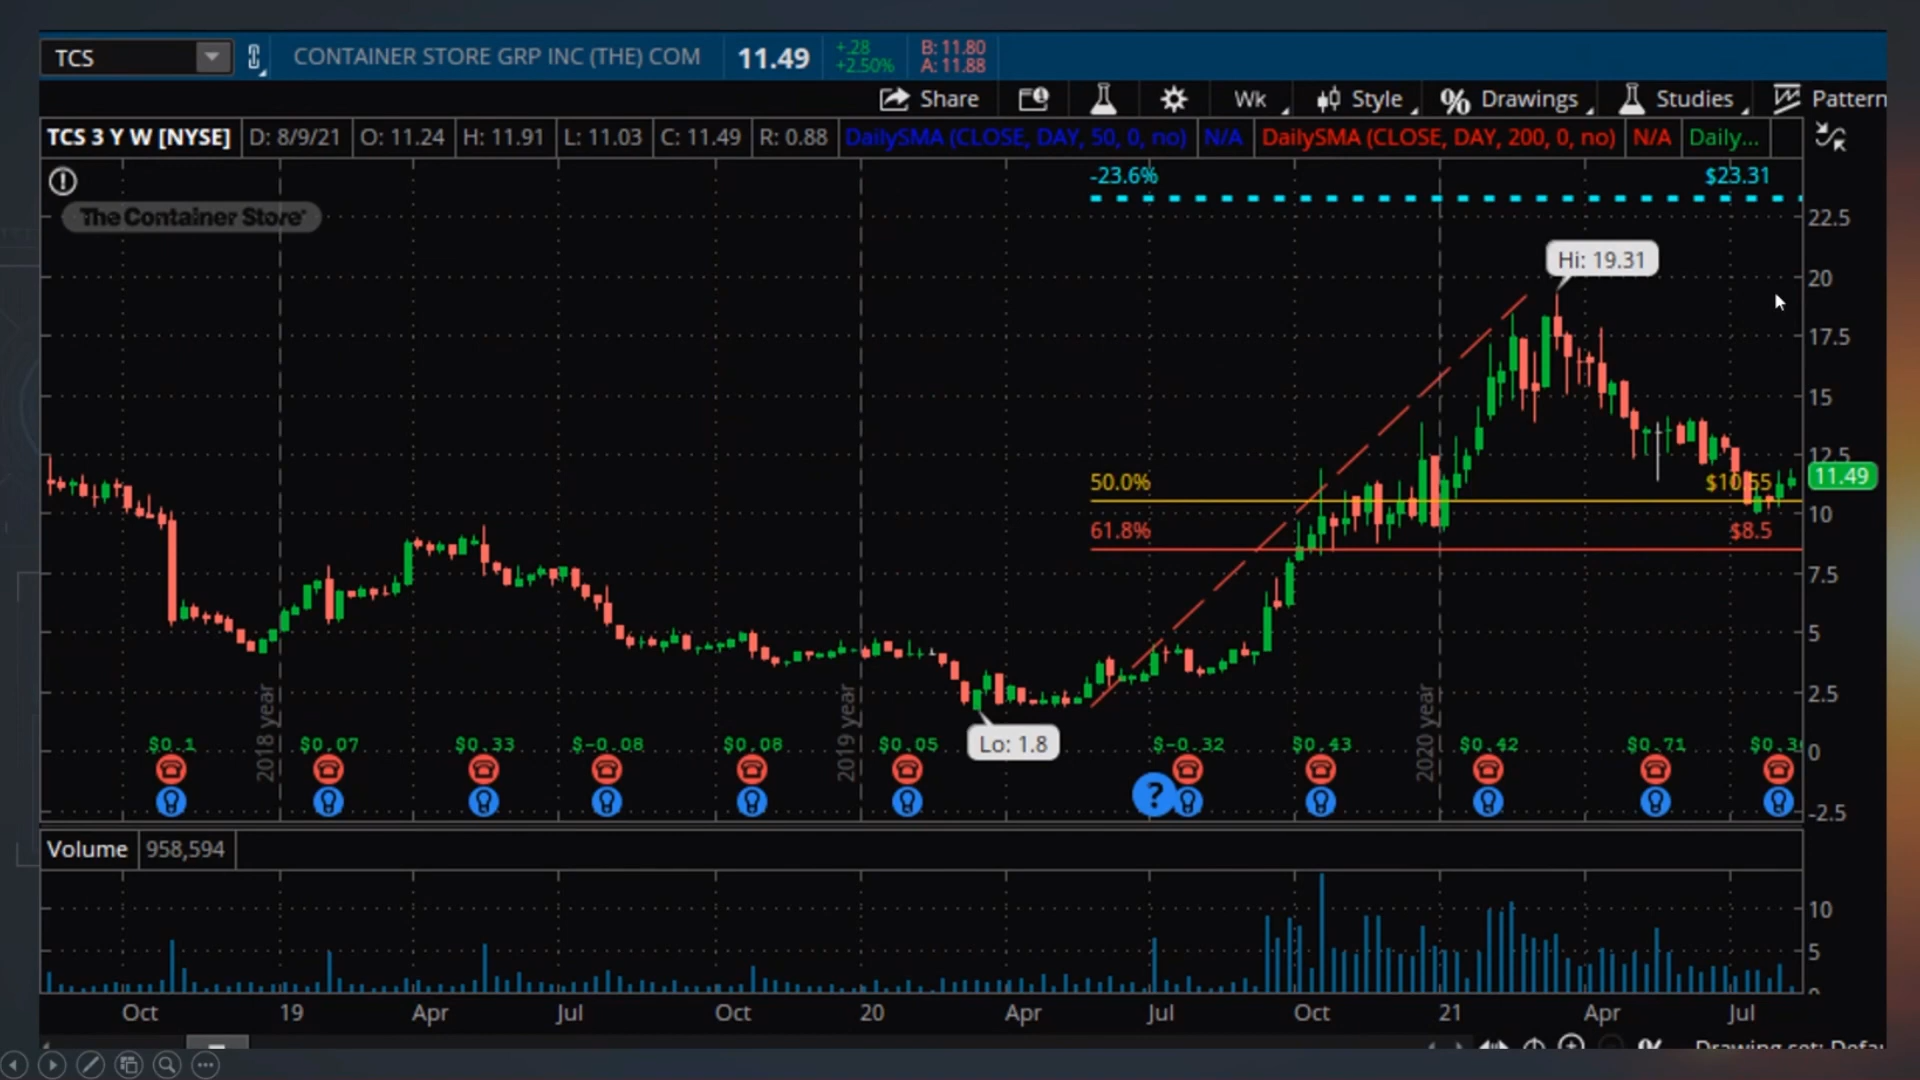 TCS
CONTAINER STORE GRP INC (THE) COM
11.49
+.28
+2.50%
B: 11.80
A: 11.88
Share
Wk
Style
Drawings
Studies
Pattern
TCS 3 Y W [NYSE]
D: 8/9/21
O: 11.24
H: 11.91
L: 11.03
C: 11.49
R: 0.88
DailySMA (CLOSE, DAY, 50, 0, no)
N/A
DailySMA (CLOSE, DAY, 200, 0, no)
N/A
Daily...
The Container Store
-23.6%
$23.31
22.5
Hi: 19.31
20
17.5
15
12.5
11.49
50.0%
$10.55
10
61.8%
$8.5
7.5
5
2.5
2018 year
2019 year
2020 year
Lo: 1.8
$0.1
$0.07
$0.33
$-0.08
$0.08
$0.05
$-0.32
$0.43
$0.42
$0.71
0
?
-2.5
Volume
958,594
10
5
Oct
19
Apr
Jul
Oct
20
Apr
Jul
Oct
21
Apr
Jul
Drawing set: